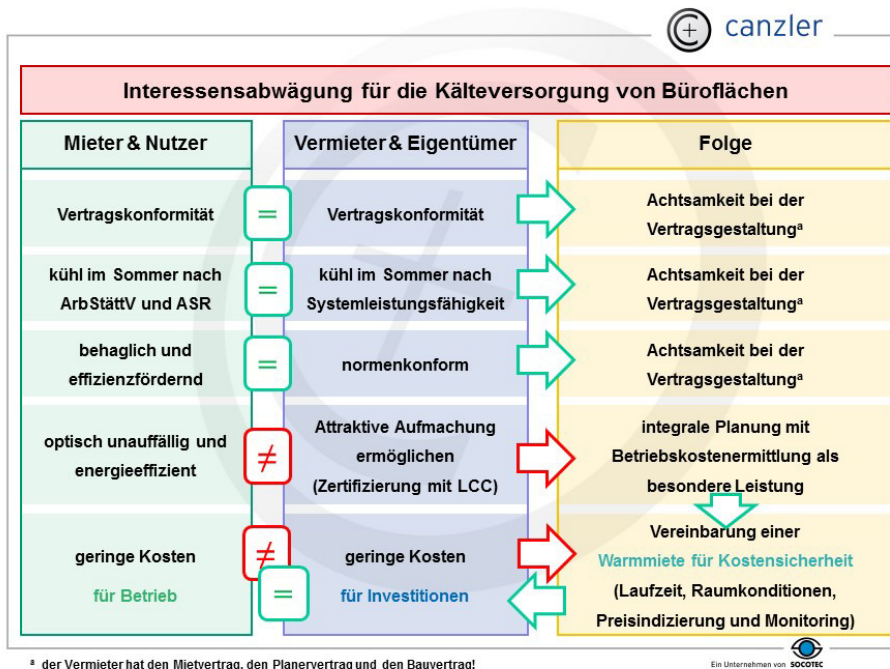 canzler
Interessensabwägung für die Kälteversorgung von Büroflächen
Mieter & Nutzer
Vermieter & Eigentümer
Folge
Vertragskonformität
=
Vertragskonformität
Achtsamkeit bei der
Vertragsgestaltungª
kühl im Sommer nach
ArbStättV und ASR
=
kühl im Sommer nach
Systemleistungsfähigkeit
Achtsamkeit bei der
Vertragsgestaltungª
behaglich und
effizienzfördernd
=
normenkonform
Achtsamkeit bei der
Vertragsgestaltungª
optisch unauffällig und
energieeffizient
≠
Attraktive Aufmachung
ermöglichen
(Zertifizierung mit LCC)
integrale Planung mit
Betriebskostenermittlung als
besondere Leistung
geringe Kosten
für Betrieb
≠
=
geringe Kosten
für Investitionen
Vereinbarung einer
Warmmiete für Kostensicherheit
(Laufzeit, Raumkonditionen,
Preisindizierung und Monitoring)
ª der Vermieter hat den Mietvertrag, den Planervertrag und den Bauvertrag!
Ein Unternehmen von SOCOTEC